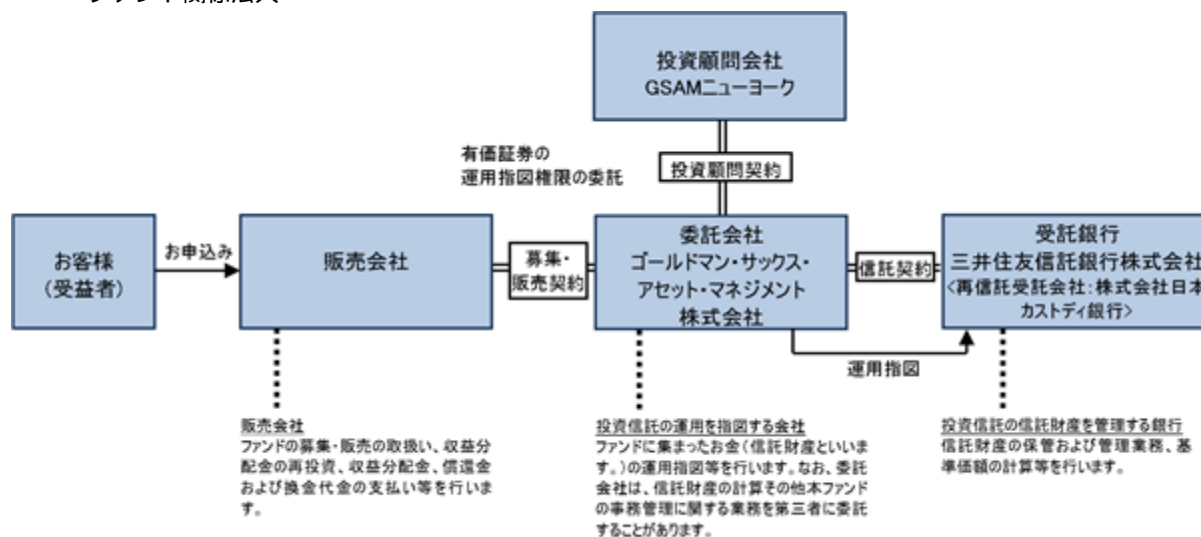 投資顧問会社
GSAMニューヨーク
有価証券の
運用指図権限の委託
投資顧問契約
お客様
(受益者)
お申込み
販売会社
募集・
販売契約
委託会社
ゴールドマン・サックス・
アセット・マネジメント
株式会社
信託契約
受託銀行
三井住友信託銀行株式会社
<再信託受託会社:株式会社日本
カストディ銀行>
運用指図
販売会社
ファンドの募集・販売の取扱い、収益分
配金の再投資、収益分配金、償還金
および換金代金の支払い等を行いま
す。
投資信託の運用を指図する会社
ファンドに集まったお金(信託財産といいま
す。)の運用指図等を行います。なお、委託
会社は、信託財産の計算その他本ファンド
の事務管理に関する業務を第三者に委託
することがあります。
投資信託の信託財産を管理する銀行
信託財産の保管および管理業務、基
準価額の計算等を行います。